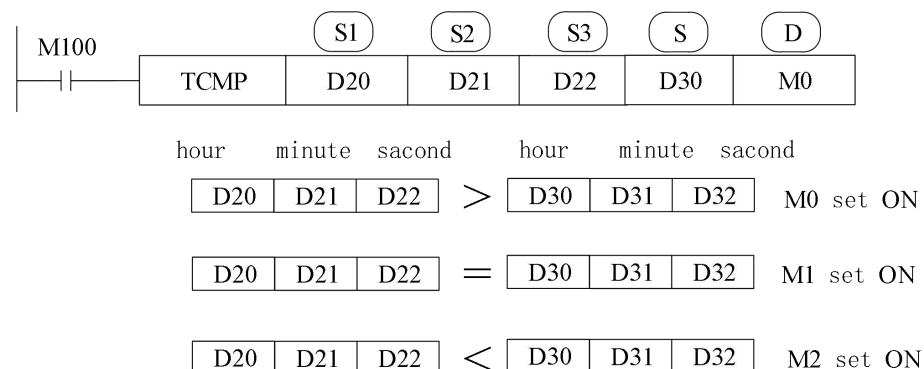 S1 S2 S3 S D
M100
TCMP D20 D21 D22 D30 M0
hour minute sacond hour minute sacond
D20 D21 D22 > D30 D31 D32 M0 set ON
D20 D21 D22 = D30 D31 D32 M1 set ON
D20 D21 D22 < D30 D31 D32 M2 set ON